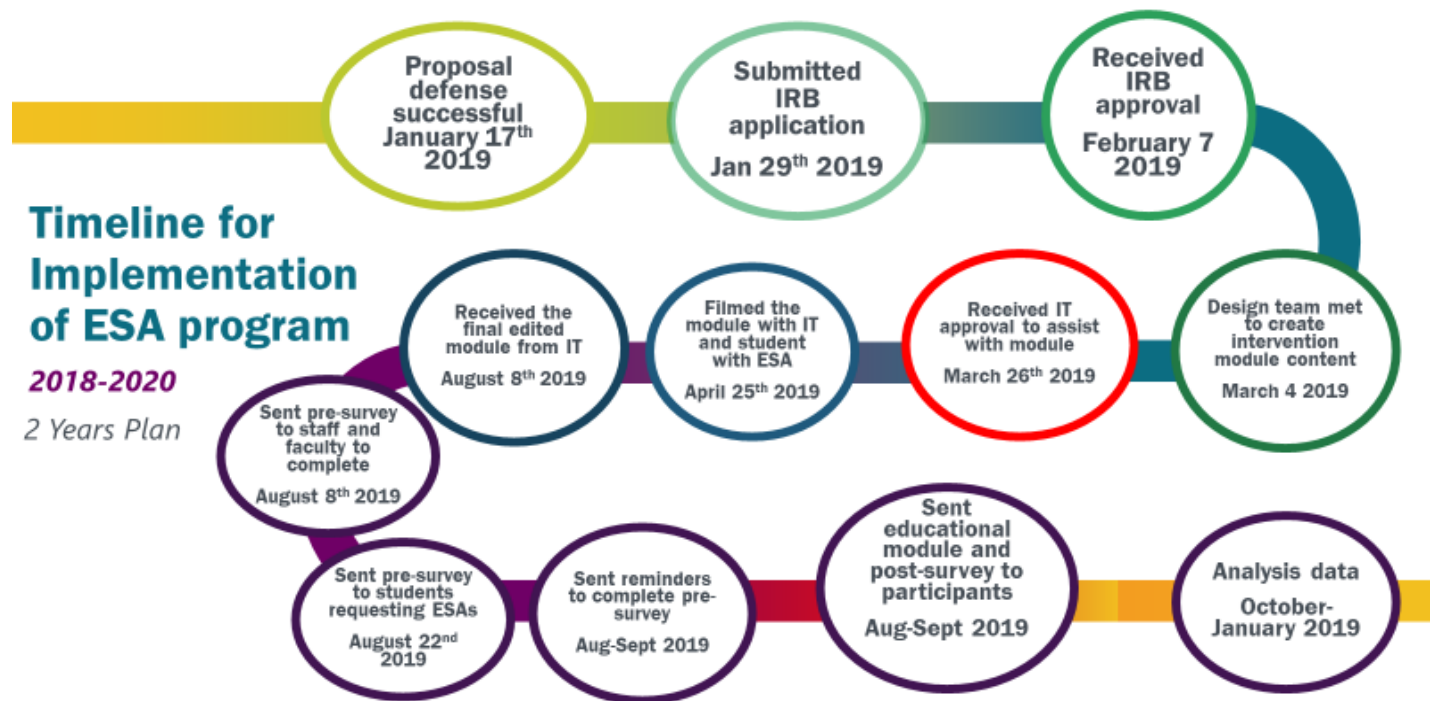 Proposal
defense
successful
January 17th
2019
Submitted
IRB
application
Jan 29th 2019
Received
IRB
approval
February 7
2019
Timeline for
Implementation
of ESA program
2018-2020
2 Years Plan
Design team met
to create
intervention
module content
March 4 2019
Received IT
approval to assist
with module
March 26th 2019
Filmed the
module with IT
and student
with ESA
April 25th 2019
Received the
final edited
module from IT
August 8th 2019
Sent pre-survey
to staff and
faculty to
complete
August 8th 2019
Sent pre-survey
to students
requesting ESAs
August 22nd
2019
Sent reminders
to complete pre-
survey
Aug-Sept 2019
Sent
educational
module and
post-survey to
participants
Aug-Sept 2019
Analysis data
October-
January 2019